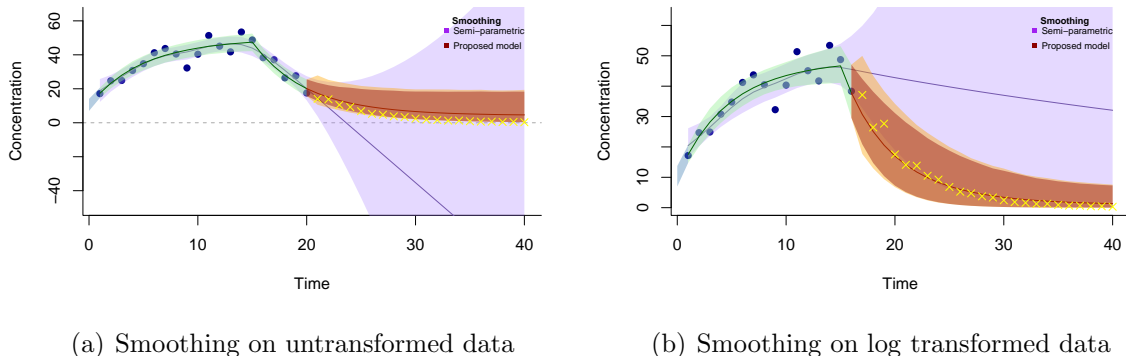 Smoothing
Semi−parametric
Proposed model
Concentration
60
40
20
0
−40
0
10
20
30
40
Time
(a) Smoothing on untransformed data
Smoothing
Semi−parametric
Proposed model
Concentration
50
30
10
0
0
10
20
30
40
Time
(b) Smoothing on log transformed data